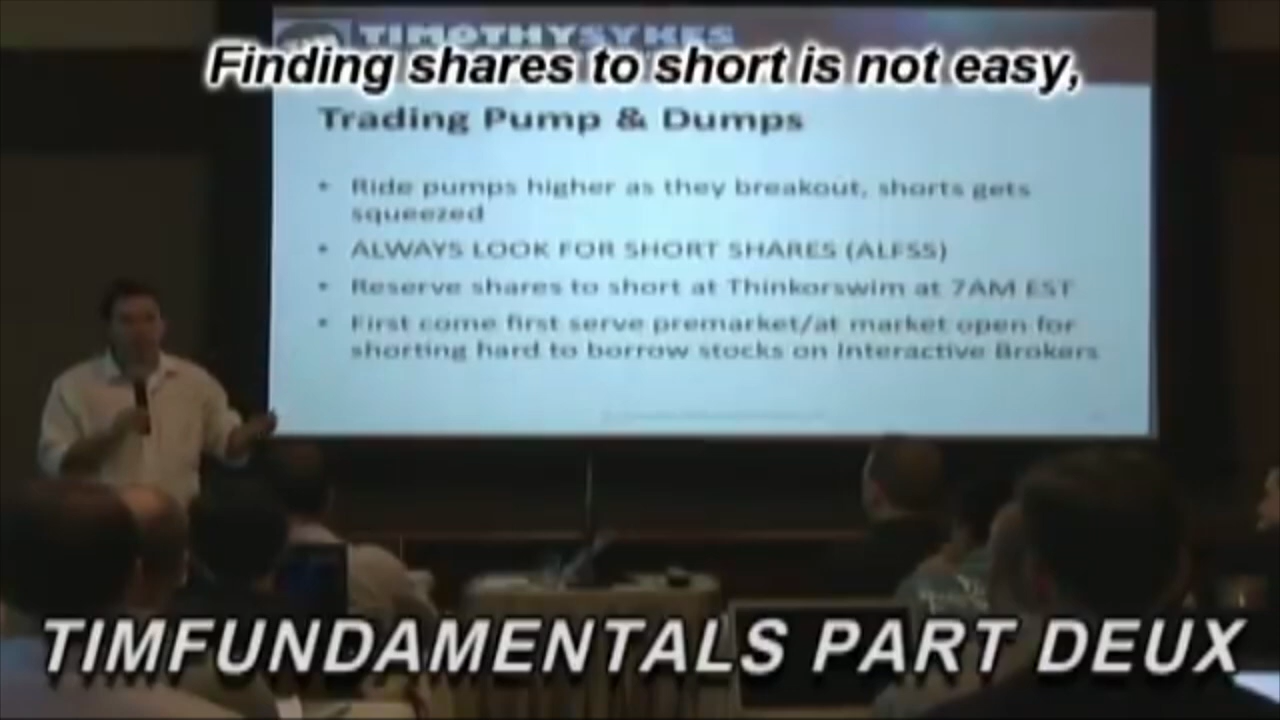 TIMOTHYSYKES
Finding shares to short is not easy,
Trading Pump & Dumps
• Ride pumps higher as they breakout, shorts gets
squeezed
• ALWAYS LOOK FOR SHORT SHARES (ALFSS)
• Reserve shares to short at Thinkorswim at 7AM EST
• First come first serve premarket/at market open for
shorting hard to borrow stocks on Interactive Brokers
TIMFUNDAMENTALS PART DEUX